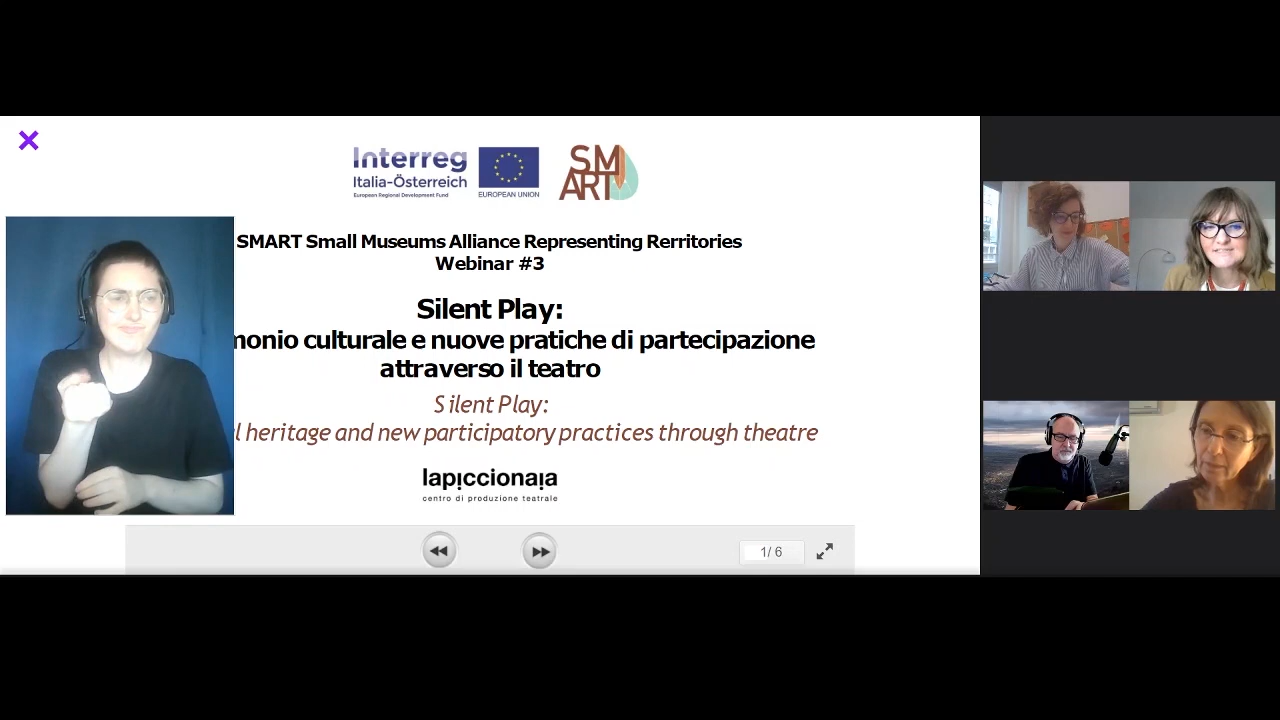 Interreg
Italia-Österreich
European Regional Development Fund
EUROPEAN UNION
SM
ART
SMART Small Museums Alliance Representing Rerritories
Webinar #3
Silent Play:
monio culturale e nuove pratiche di partecipazione
attraverso il teatro
Silent Play:
l heritage and new participatory practices through theatre
lapiccionaia
centro di produzione teatrale
1/ 6